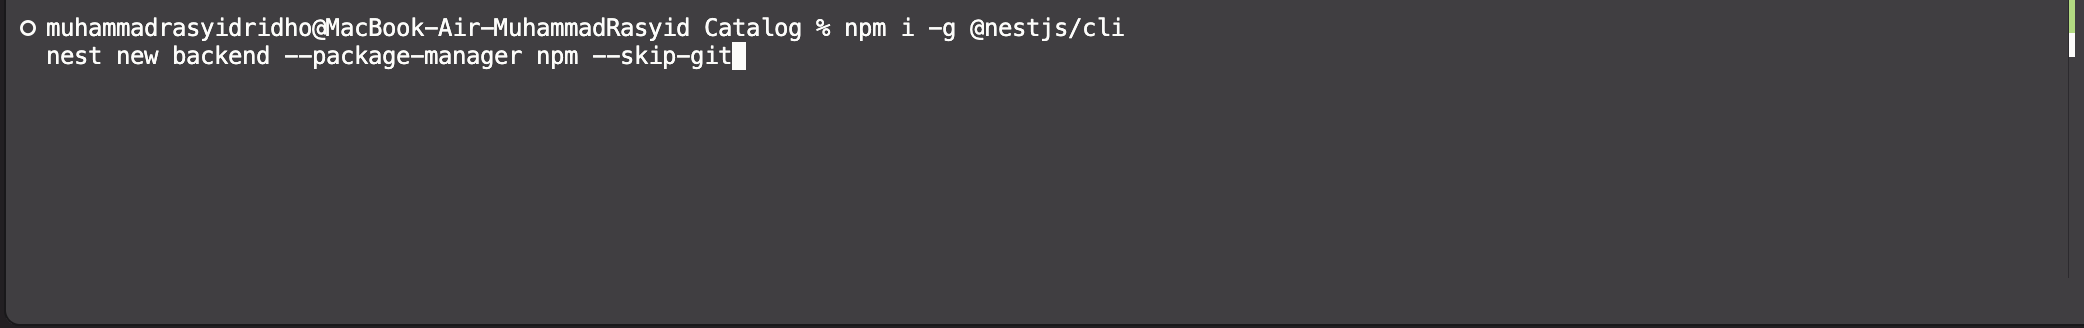 muhammadrasyidridho@MacBook-Air-MuhammadRasyid Catalog % npm i -g @nestjs/cli
nest new backend --package-manager npm --skip-git